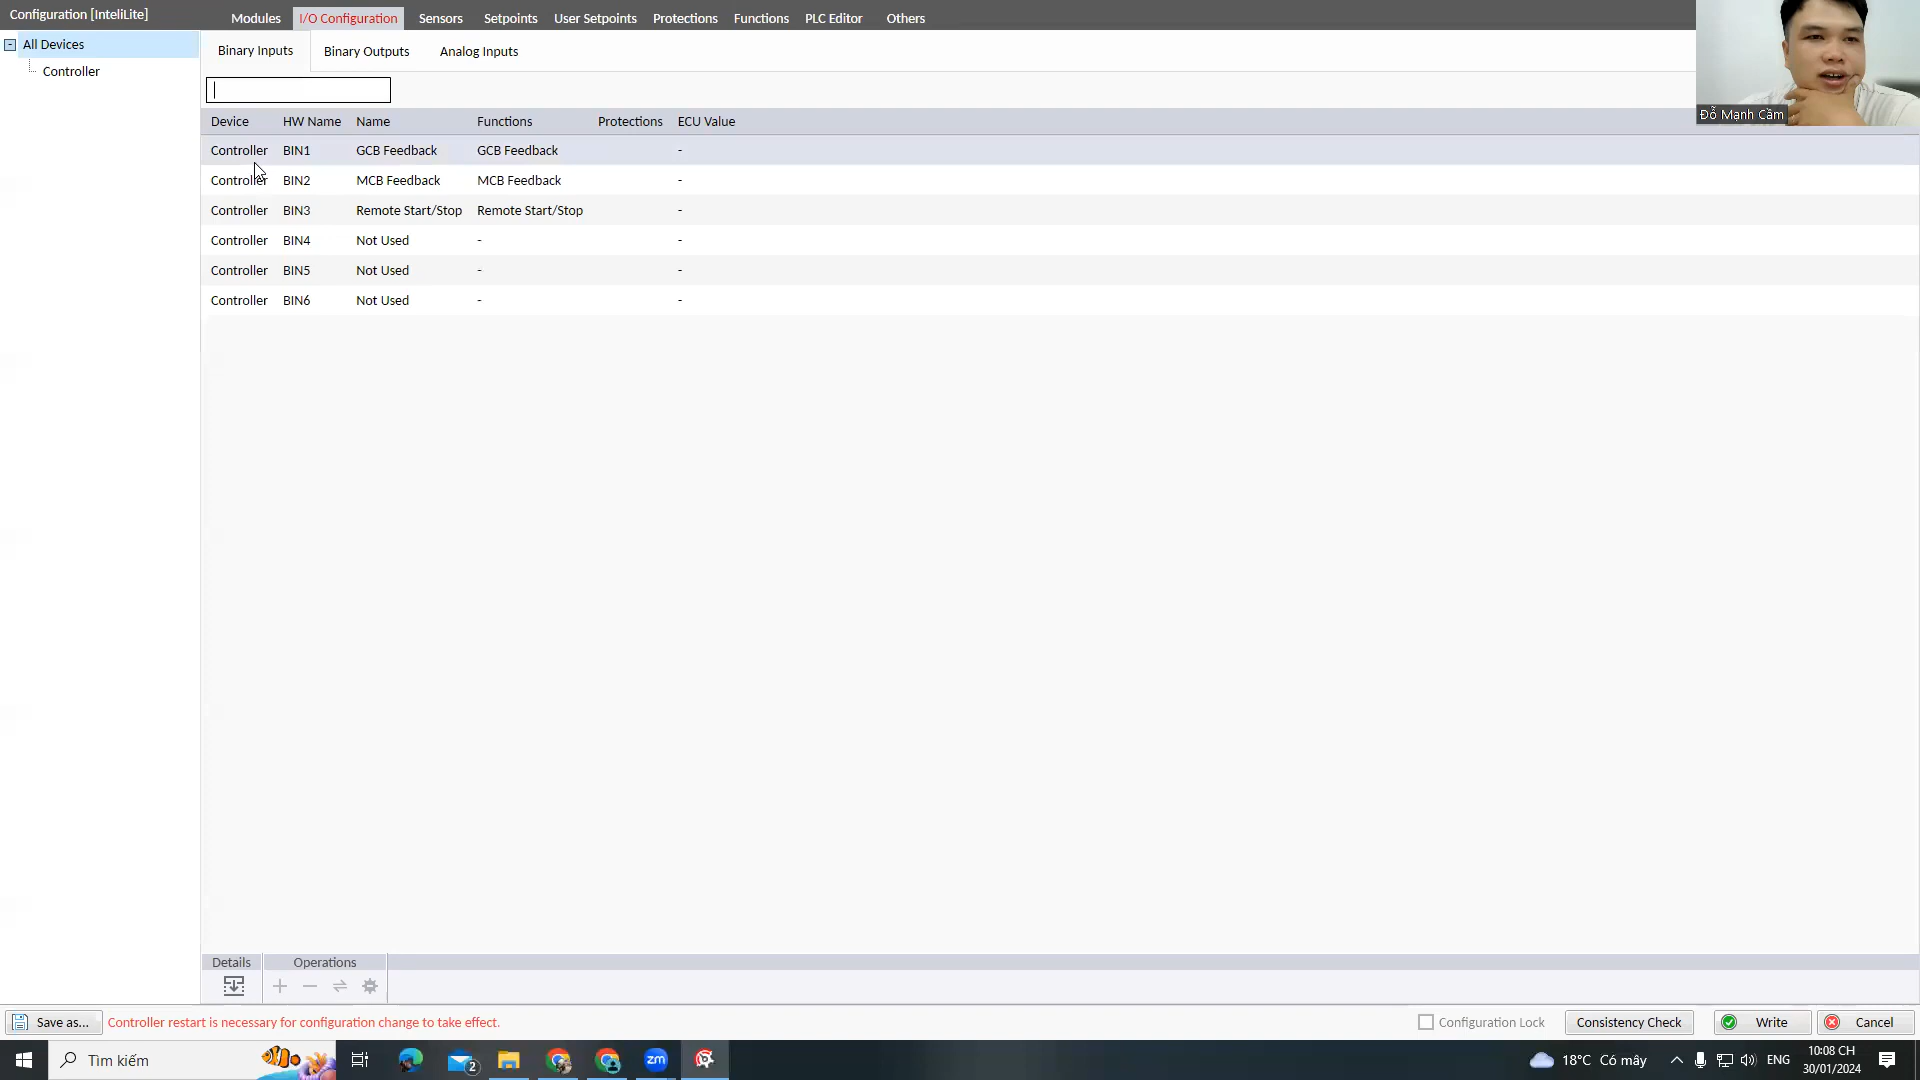 Configuration [InteliLite]
Modules I/O Configuration Sensors Setpoints User Setpoints Protections Functions PLC Editor Others
All Devices
Controller
Binary Inputs Binary Outputs Analog Inputs
Device HW Name Name Functions Protections ECU Value
Controller BIN1 GCB Feedback GCB Feedback -
Controller BIN2 MCB Feedback MCB Feedback -
Controller BIN3 Remote Start/Stop Remote Start/Stop -
Controller BIN4 Not Used - -
Controller BIN5 Not Used - -
Controller BIN6 Not Used - -
Đỗ Mạnh Cầm
Details Operations
Save as... Controller restart is necessary for configuration change to take effect. Configuration Lock Consistency Check Write Cancel
Tìm kiếm 2 zm 18°C Có mây ENG 10:08 CH
30/01/2024